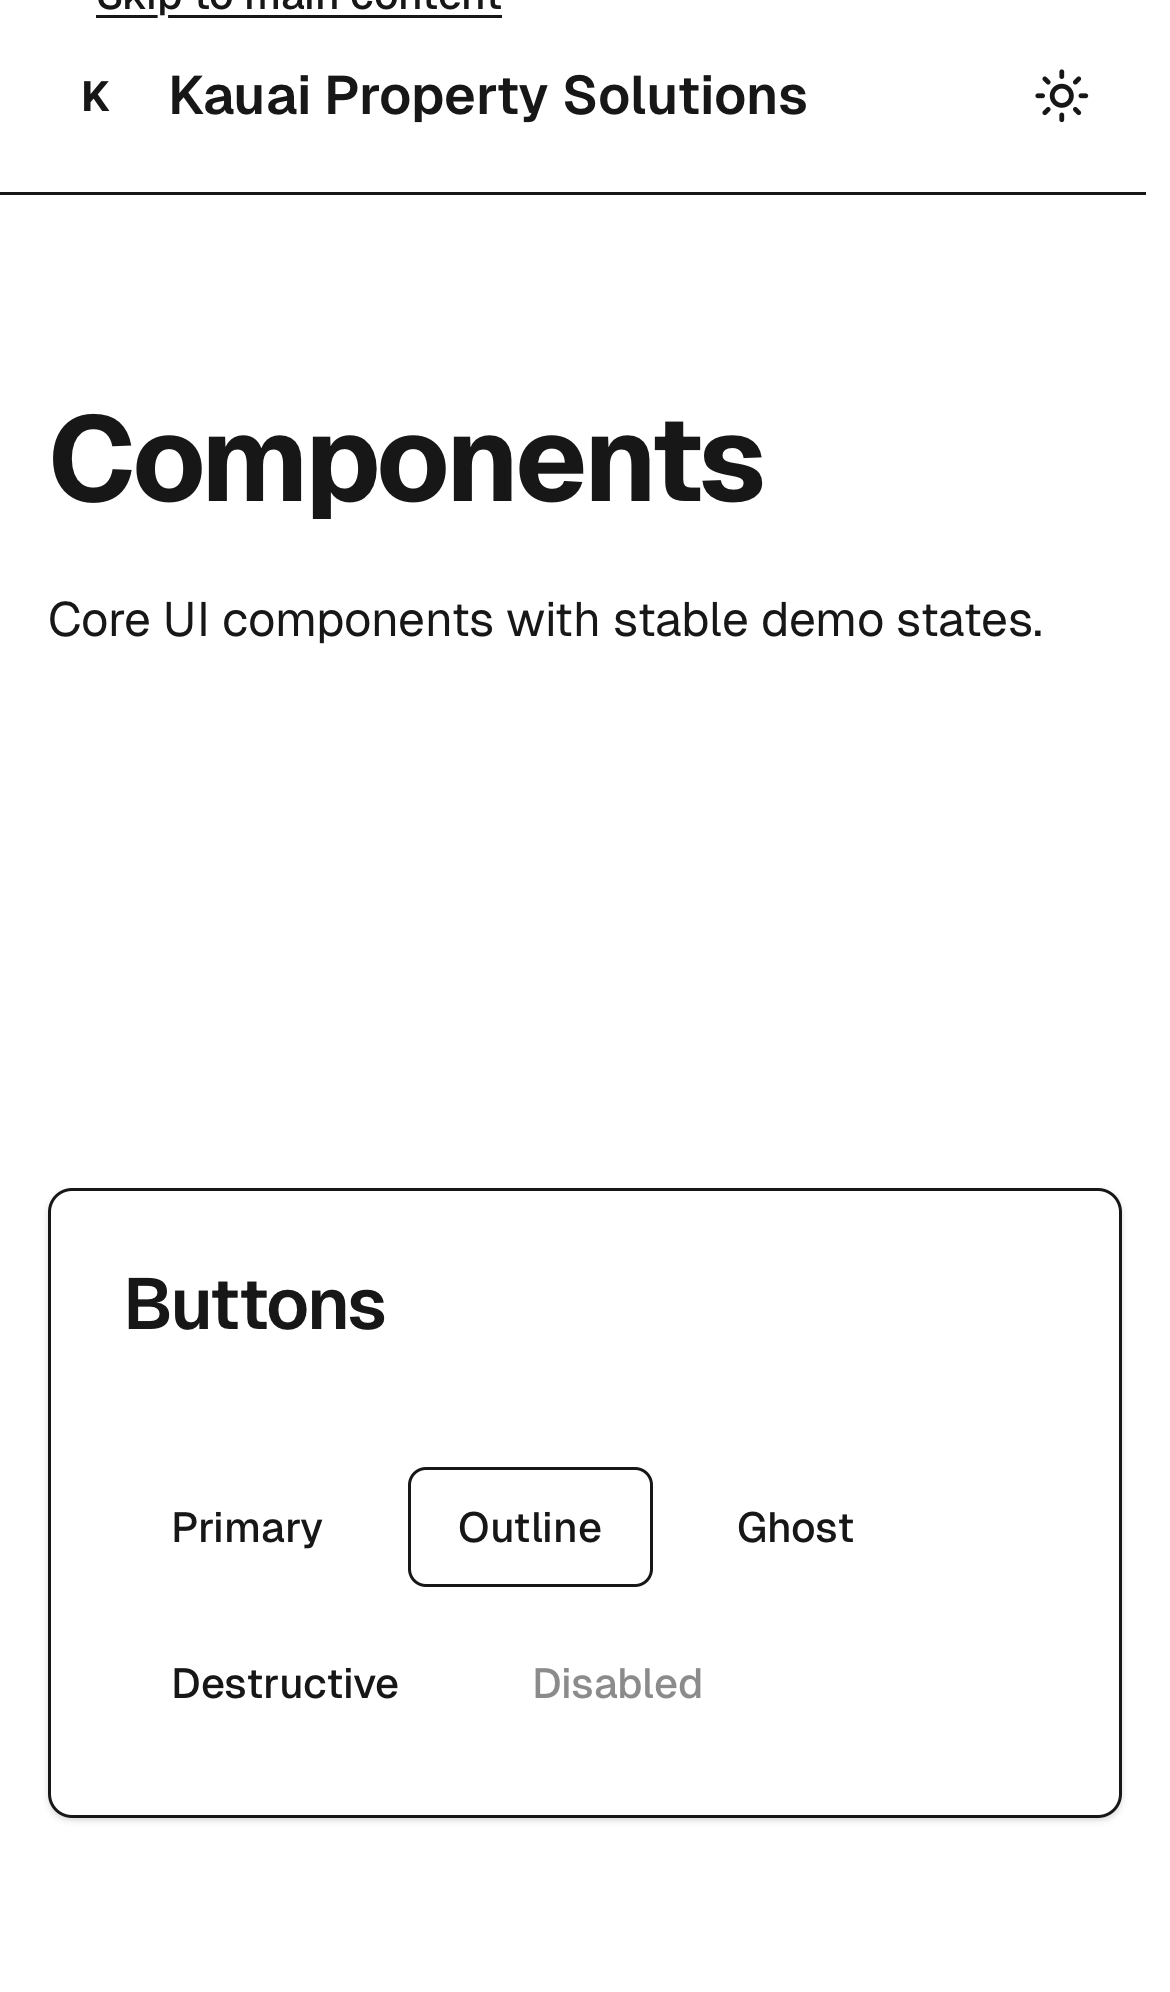 Skip to main content
K Kauai Property Solutions
Components
Core UI components with stable demo states.
Buttons
Primary Outline Ghost
Destructive Disabled